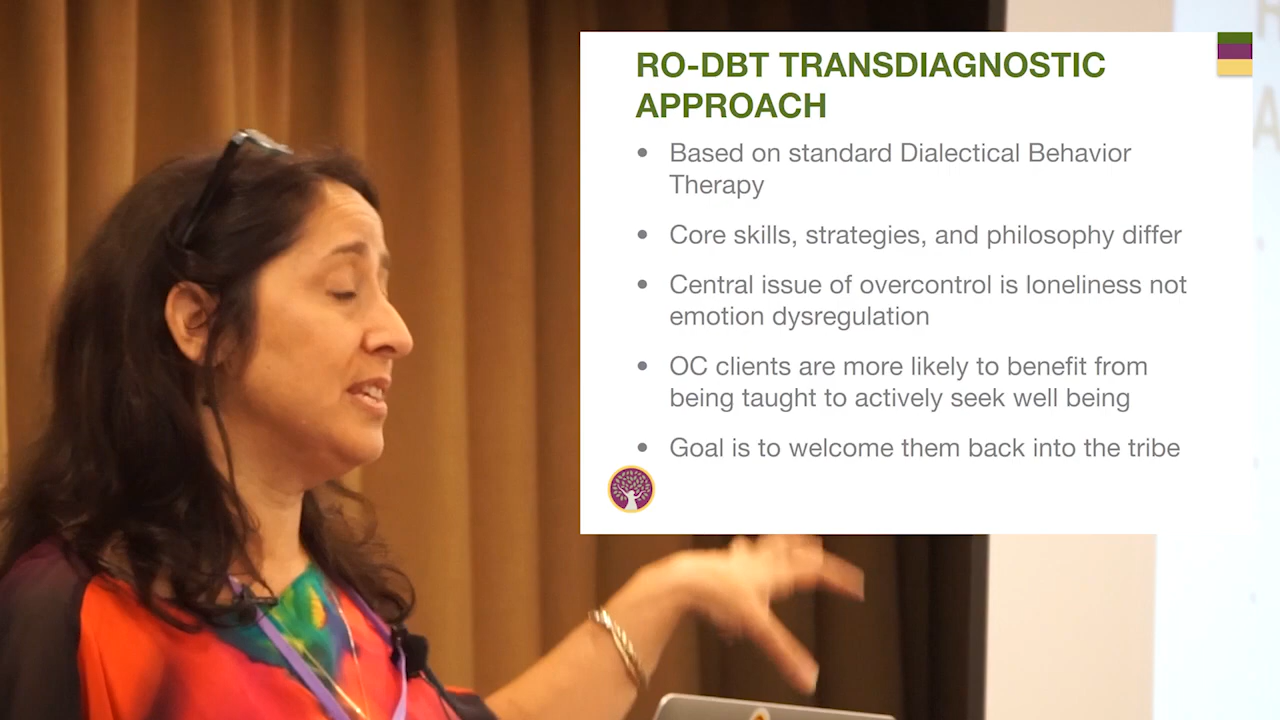 RO-DBT TRANSDIAGNOSTIC
APPROACH
• Based on standard Dialectical Behavior
Therapy
• Core skills, strategies, and philosophy differ
• Central issue of overcontrol is loneliness not
emotion dysregulation
• OC clients are more likely to benefit from
being taught to actively seek well being
• Goal is to welcome them back into the tribe